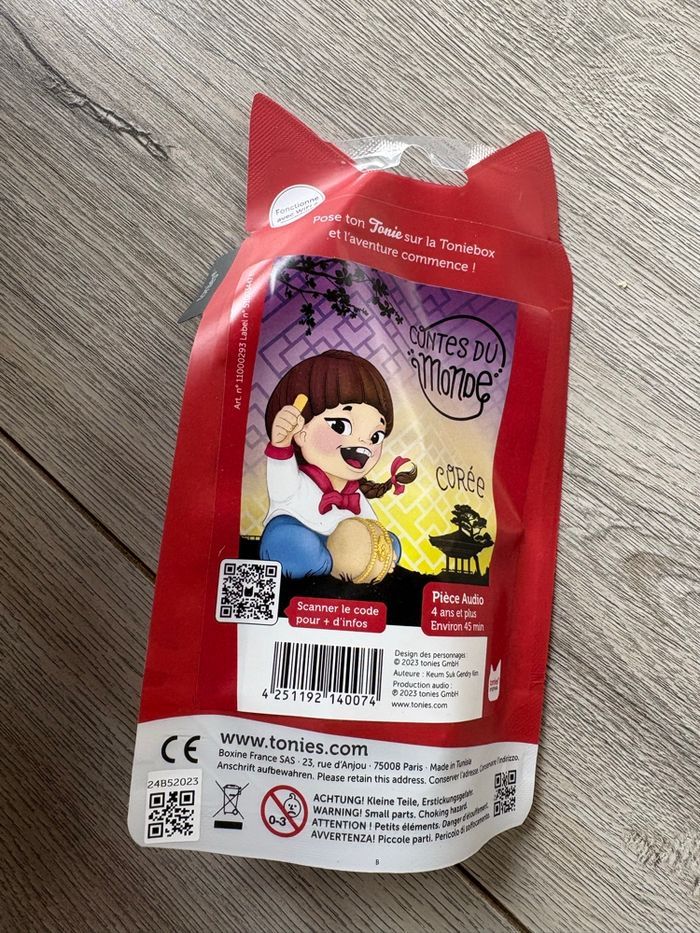 Fonctionne
avec WiFi
Pose ton Tonie sur la Toniebox
et l'aventure commence !
CONTES DU
MONDE
CORÉE
Scanner le code
pour + d'infos
Pièce Audio
4 ans et plus
Environ 45 min
Design des personnages :
© 2023 tonies GmbH
Auteure : Keum Suk Gendry Kim
Production audio :
℗ 2023 tonies GmbH
www.tonies.com
4 251192 140074
Art. n° 11000293 Label n°
CE
www.tonies.com
Boxine France SAS · 23, rue d'Anjou · 75008 Paris · Made in Tunisia
Anschrift aufbewahren. Please retain this address. Conserver l'adresse. Conservare l'indirizzo.
24B52023
0-3
ACHTUNG! Kleine Teile, Erstickungsgefahr.
WARNING! Small parts. Choking hazard.
ATTENTION ! Petits éléments. Danger d'étouffement.
AVVERTENZA! Piccole parti. Pericolo di soffocamento.
B